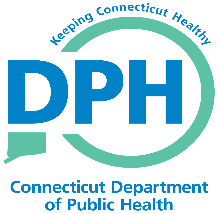 Keeping Connecticut Healthy
DPH
Connecticut Department
of Public Health